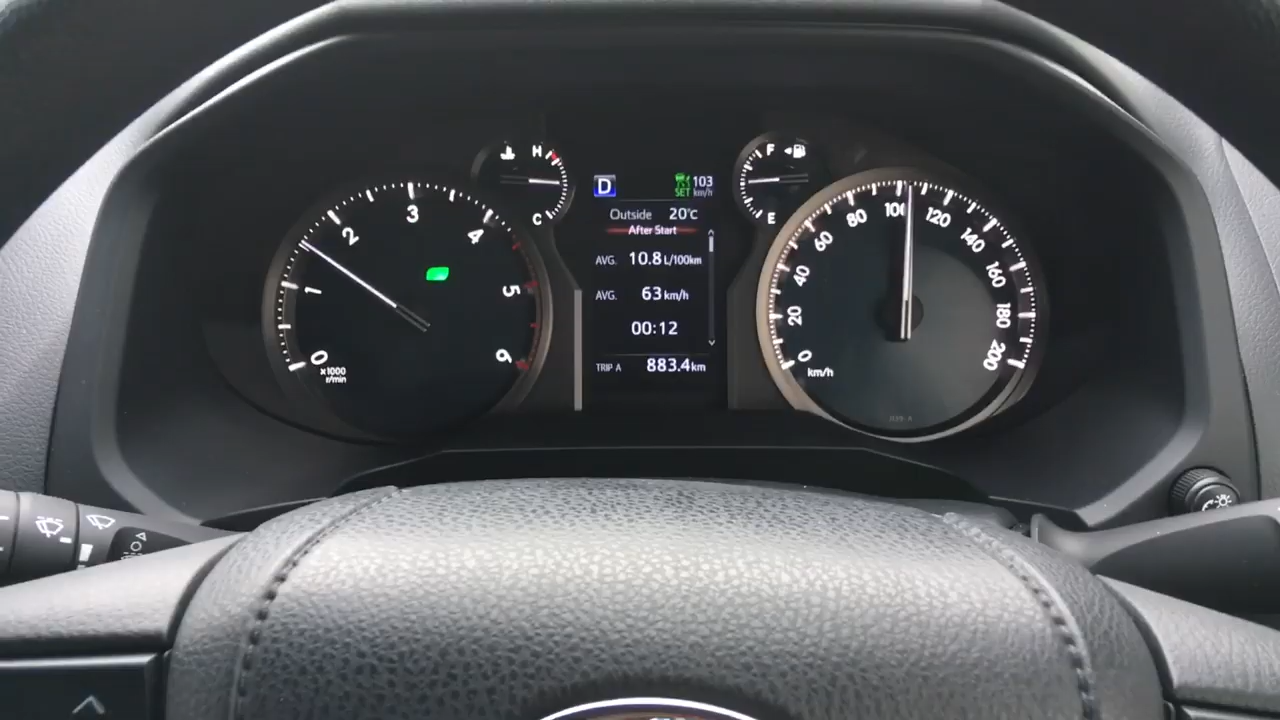 D
SET
103
km/h
Outside 20℃
After Start
AVG. 10.8 L/100km
AVG. 63 km/h
00:12
TRIP A 883.4 km
H
C
F
E
0
1
2
3
4
5
6
x1000
r/min
0
20
40
60
80
100
120
140
160
180
200
km/h